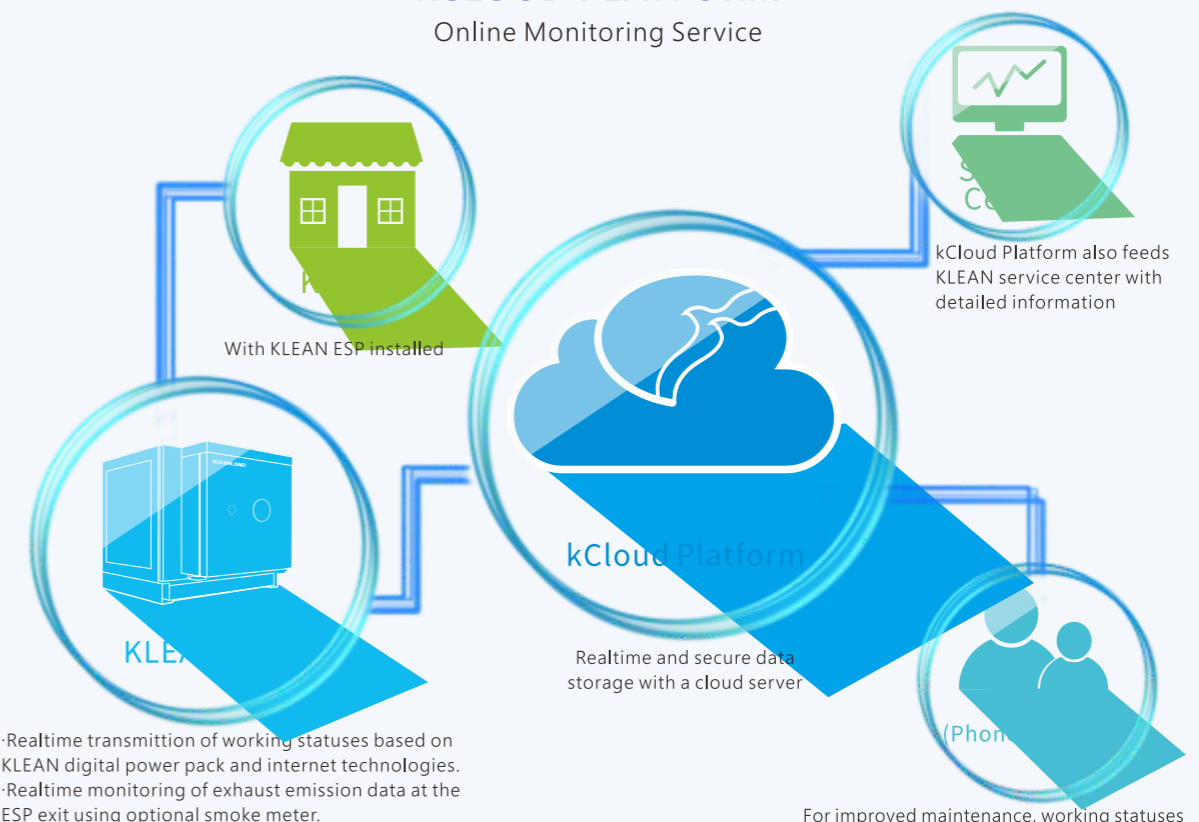 Online Monitoring Service
kCloud Platform also feeds
KLEAN service center with
detailed information
With KLEAN ESP installed
kCloud Platform
Realtime and secure data
storage with a cloud server
·Realtime transmittion of working statuses based on
KLEAN digital power pack and internet technologies.
·Realtime monitoring of exhaust emission data at the
ESP exit using optional smoke meter.
For improved maintenance, working statuses